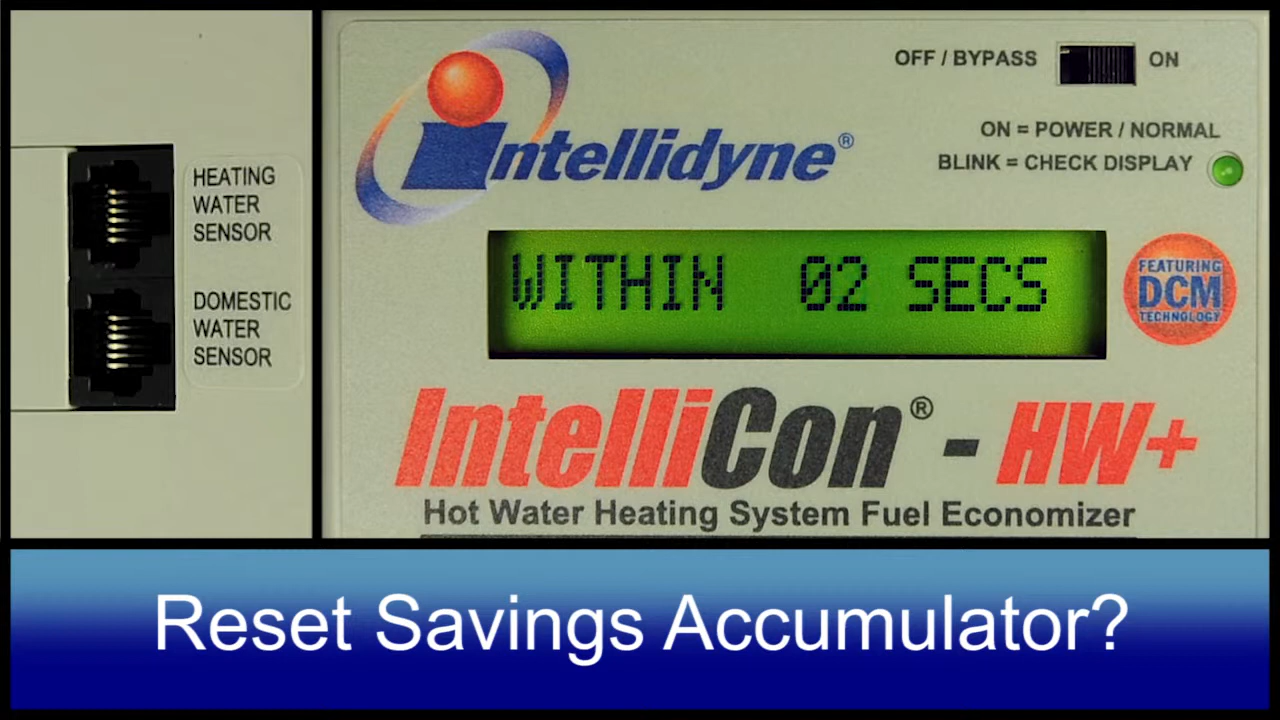 HEATING
WATER
SENSOR
DOMESTIC
WATER
SENSOR
OFF / BYPASS ON
ON = POWER / NORMAL
BLINK = CHECK DISPLAY
intellidyne®
WITHIN 02 SECS
FEATURING
DCM
TECHNOLOGY
IntelliCon® - HW+
Hot Water Heating System Fuel Economizer
Reset Savings Accumulator?